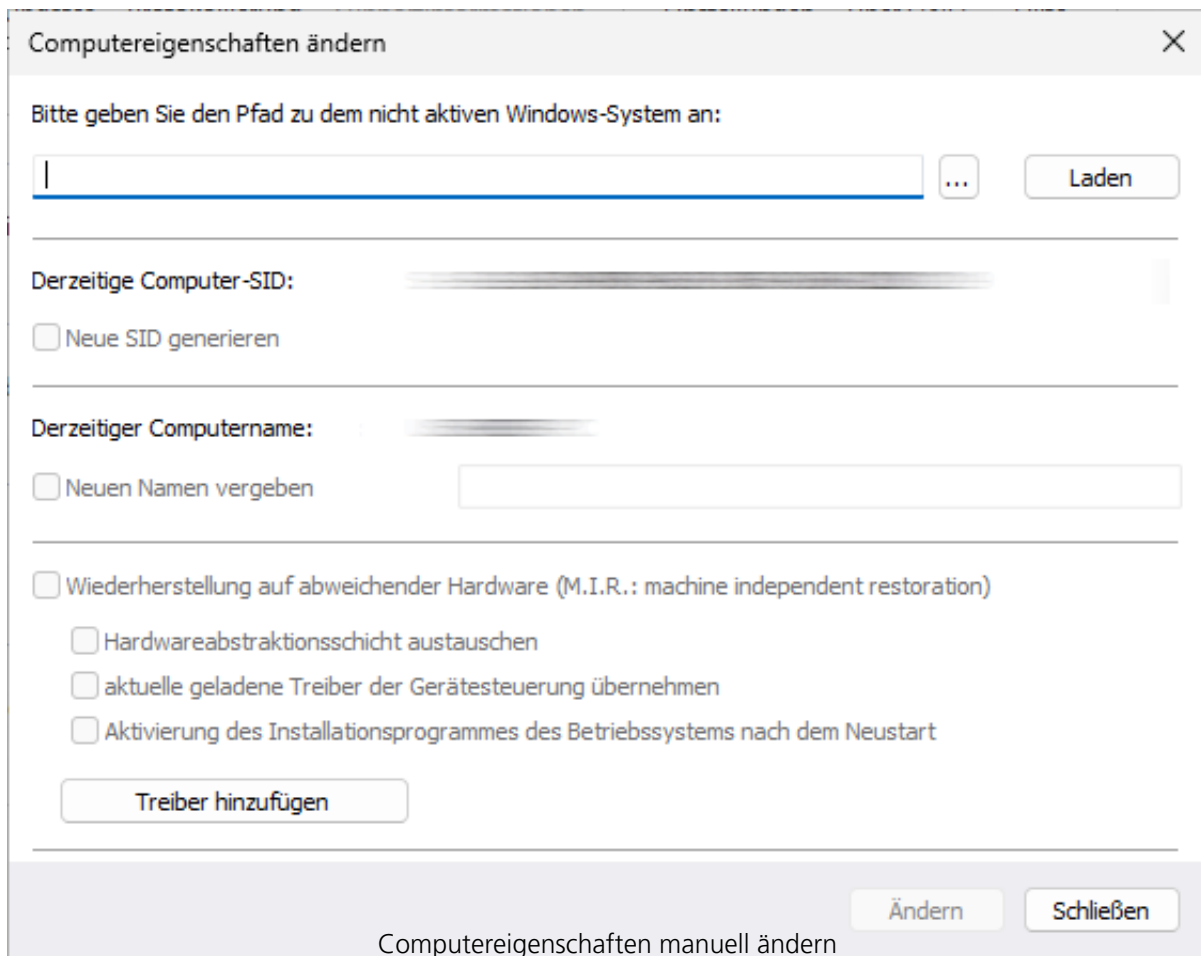 Computereigenschaften ändern
Bitte geben Sie den Pfad zu dem nicht aktiven Windows-System an:
... Laden
Derzeitige Computer-SID:
Neue SID generieren
Derzeitiger Computername:
Neuen Namen vergeben
Wiederherstellung auf abweichender Hardware (M.I.R.: machine independent restoration)
Hardwareabstraktionsschicht austauschen
aktuelle geladene Treiber der Gerätesteuerung übernehmen
Aktivierung des Installationsprogrammes des Betriebssystems nach dem Neustart
Treiber hinzufügen
Ändern Schließen
Computereigenschaften manuell ändern